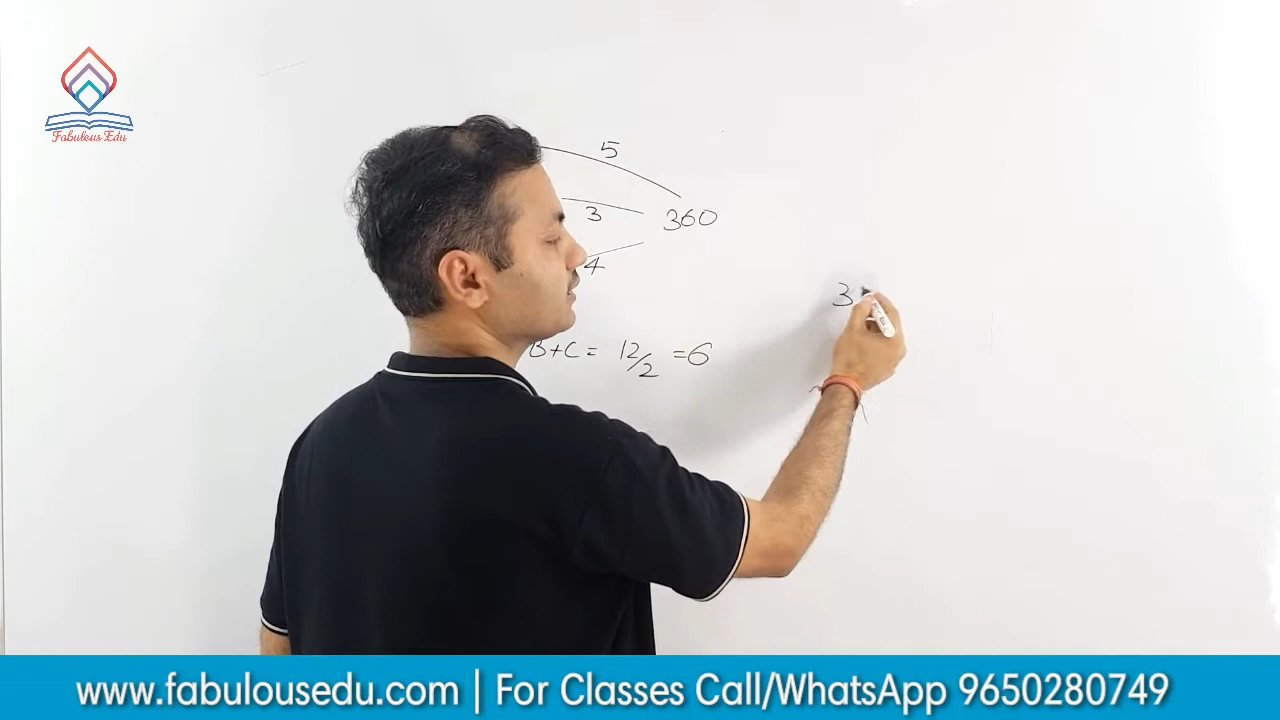 Fabulous Edu
5
3 360
4
B+C = 12/2 = 6
3
www.fabulousedu.com | For Classes Call/WhatsApp 9650280749